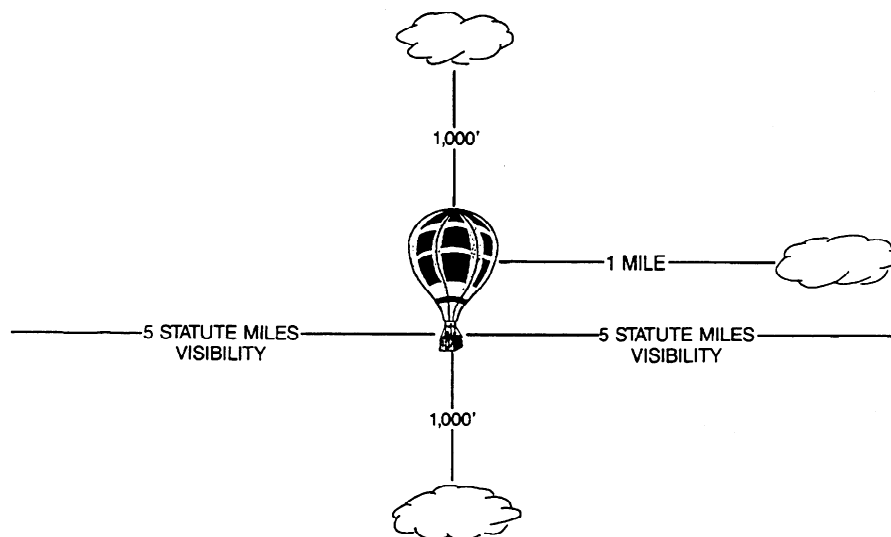 1,000'
1 MILE
5 STATUTE MILES
VISIBILITY
5 STATUTE MILES
VISIBILITY
1,000'